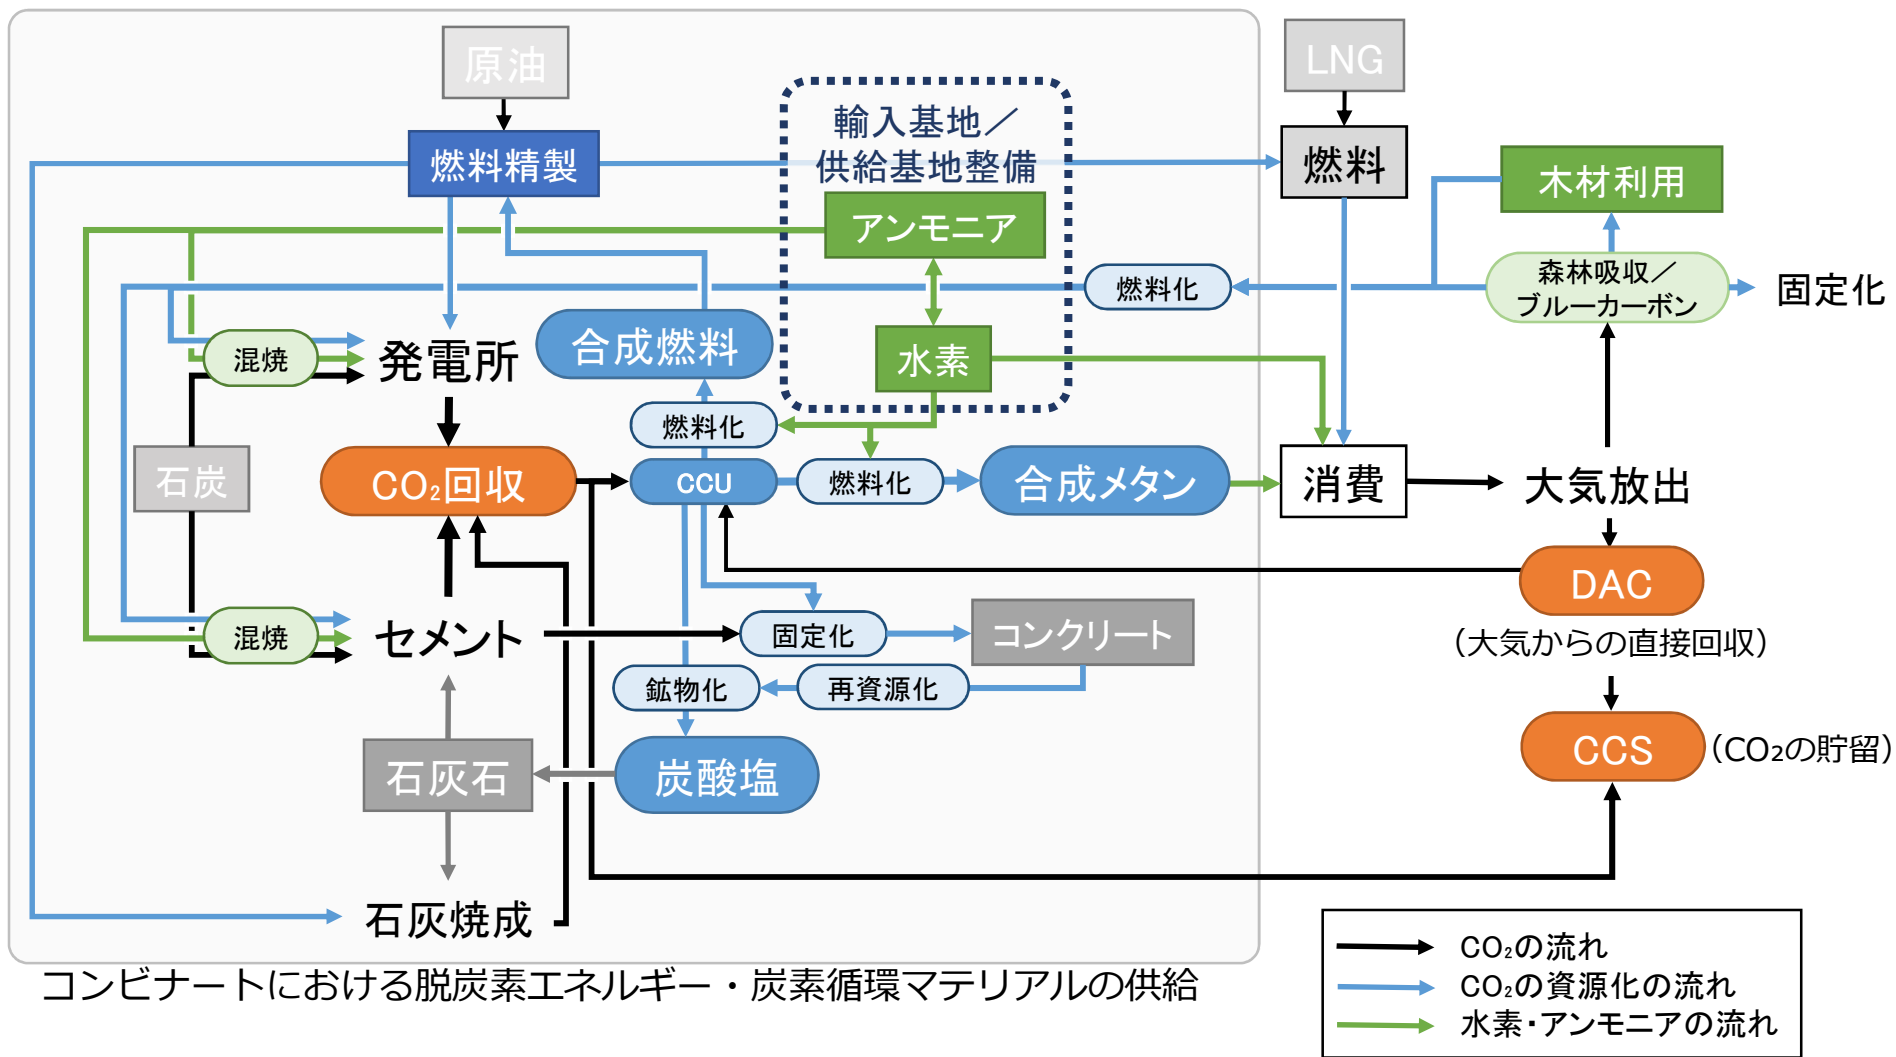 原油
LNG
輸入基地／
供給基地整備
燃料精製
燃料
木材利用
アンモニア
燃料化
森林吸収／
ブルーカーボン
固定化
混焼
発電所
合成燃料
水素
燃料化
石炭
CO₂回収
CCU
燃料化
合成メタン
消費
大気放出
DAC
（大気からの直接回収）
混焼
セメント
固定化
コンクリート
鉱物化
再資源化
石灰石
炭酸塩
CCS
（CO₂の貯留）
石灰焼成
コンビナートにおける脱炭素エネルギー・炭素循環マテリアルの供給
CO₂の流れ
CO₂の資源化の流れ
水素・アンモニアの流れ